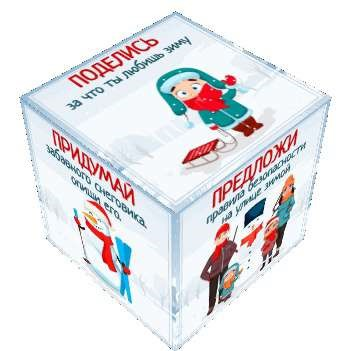 ПОДЕЛИСЬ
за что ты любишь зиму
ПРИДУМАЙ
забавного снеговика.
опиши его.
ПРЕДЛОЖИ
правила безопасности
на улице зимой